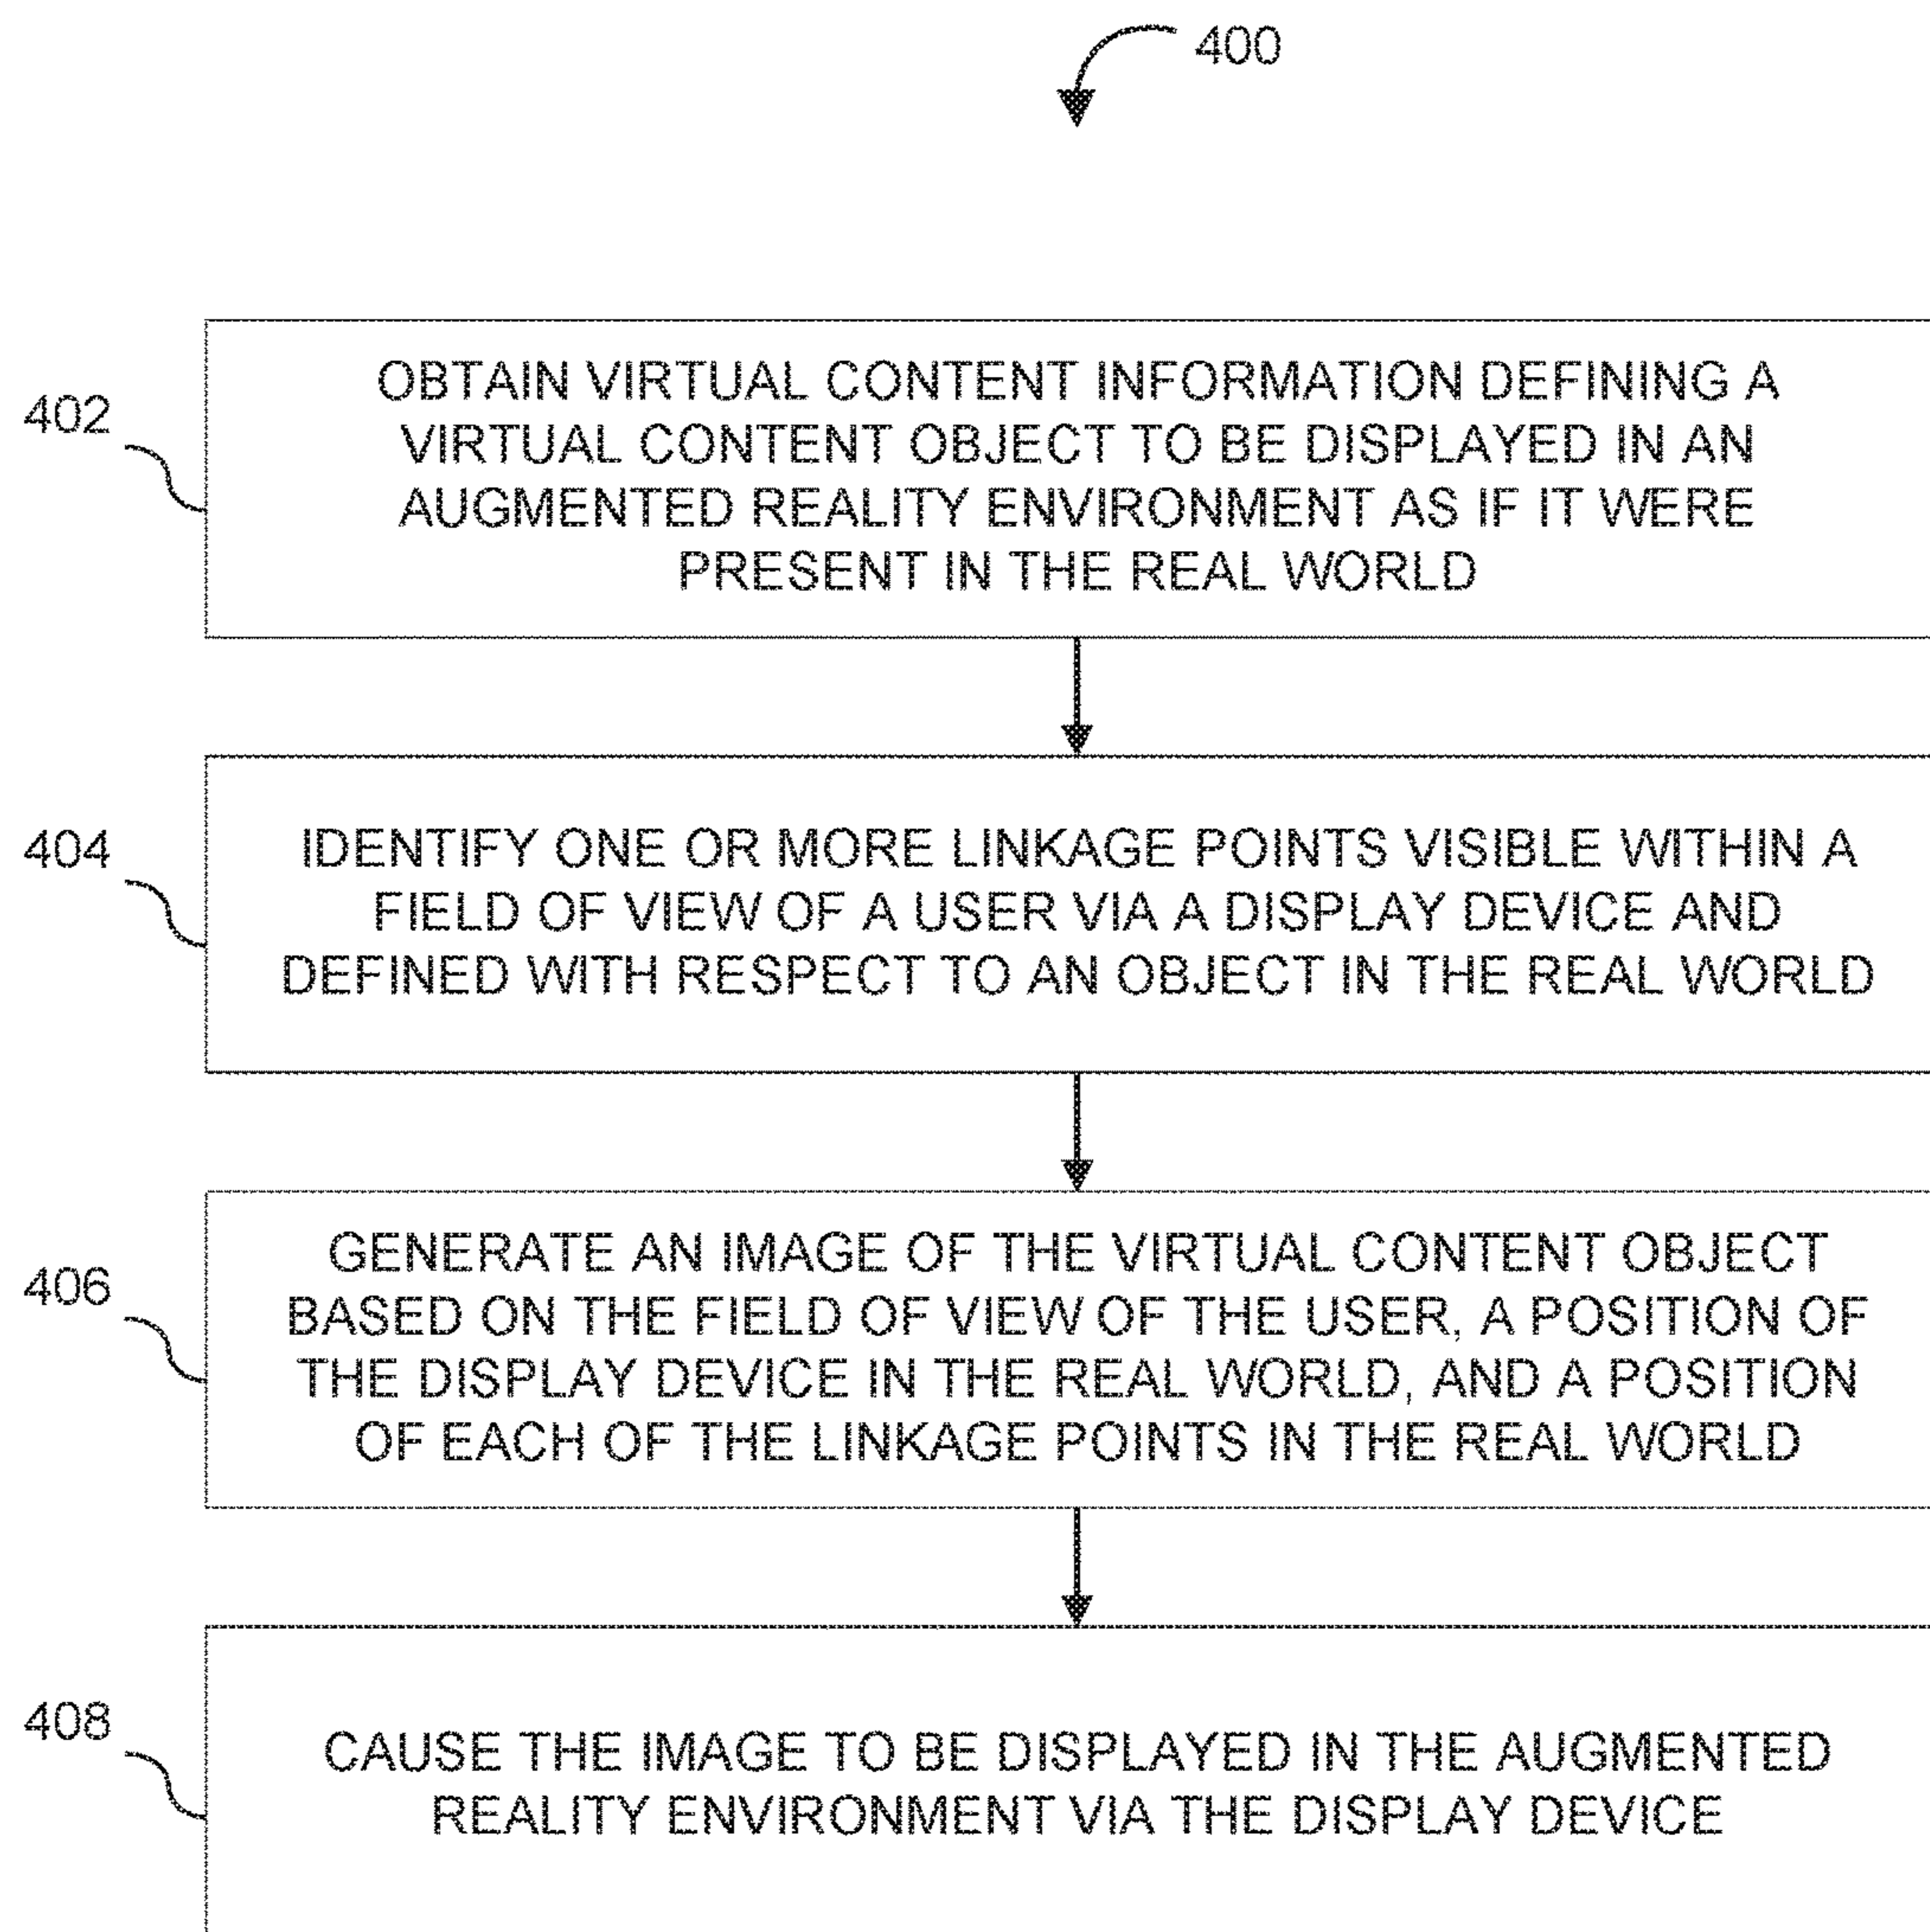 400
402
OBTAIN VIRTUAL CONTENT INFORMATION DEFINING A
VIRTUAL CONTENT OBJECT TO BE DISPLAYED IN AN
AUGMENTED REALITY ENVIRONMENT AS IF IT WERE
PRESENT IN THE REAL WORLD
404
IDENTIFY ONE OR MORE LINKAGE POINTS VISIBLE WITHIN A
FIELD OF VIEW OF A USER VIA A DISPLAY DEVICE AND
DEFINED WITH RESPECT TO AN OBJECT IN THE REAL WORLD
406
GENERATE AN IMAGE OF THE VIRTUAL CONTENT OBJECT
BASED ON THE FIELD OF VIEW OF THE USER, A POSITION OF
THE DISPLAY DEVICE IN THE REAL WORLD, AND A POSITION
OF EACH OF THE LINKAGE POINTS IN THE REAL WORLD
408
CAUSE THE IMAGE TO BE DISPLAYED IN THE AUGMENTED
REALITY ENVIRONMENT VIA THE DISPLAY DEVICE